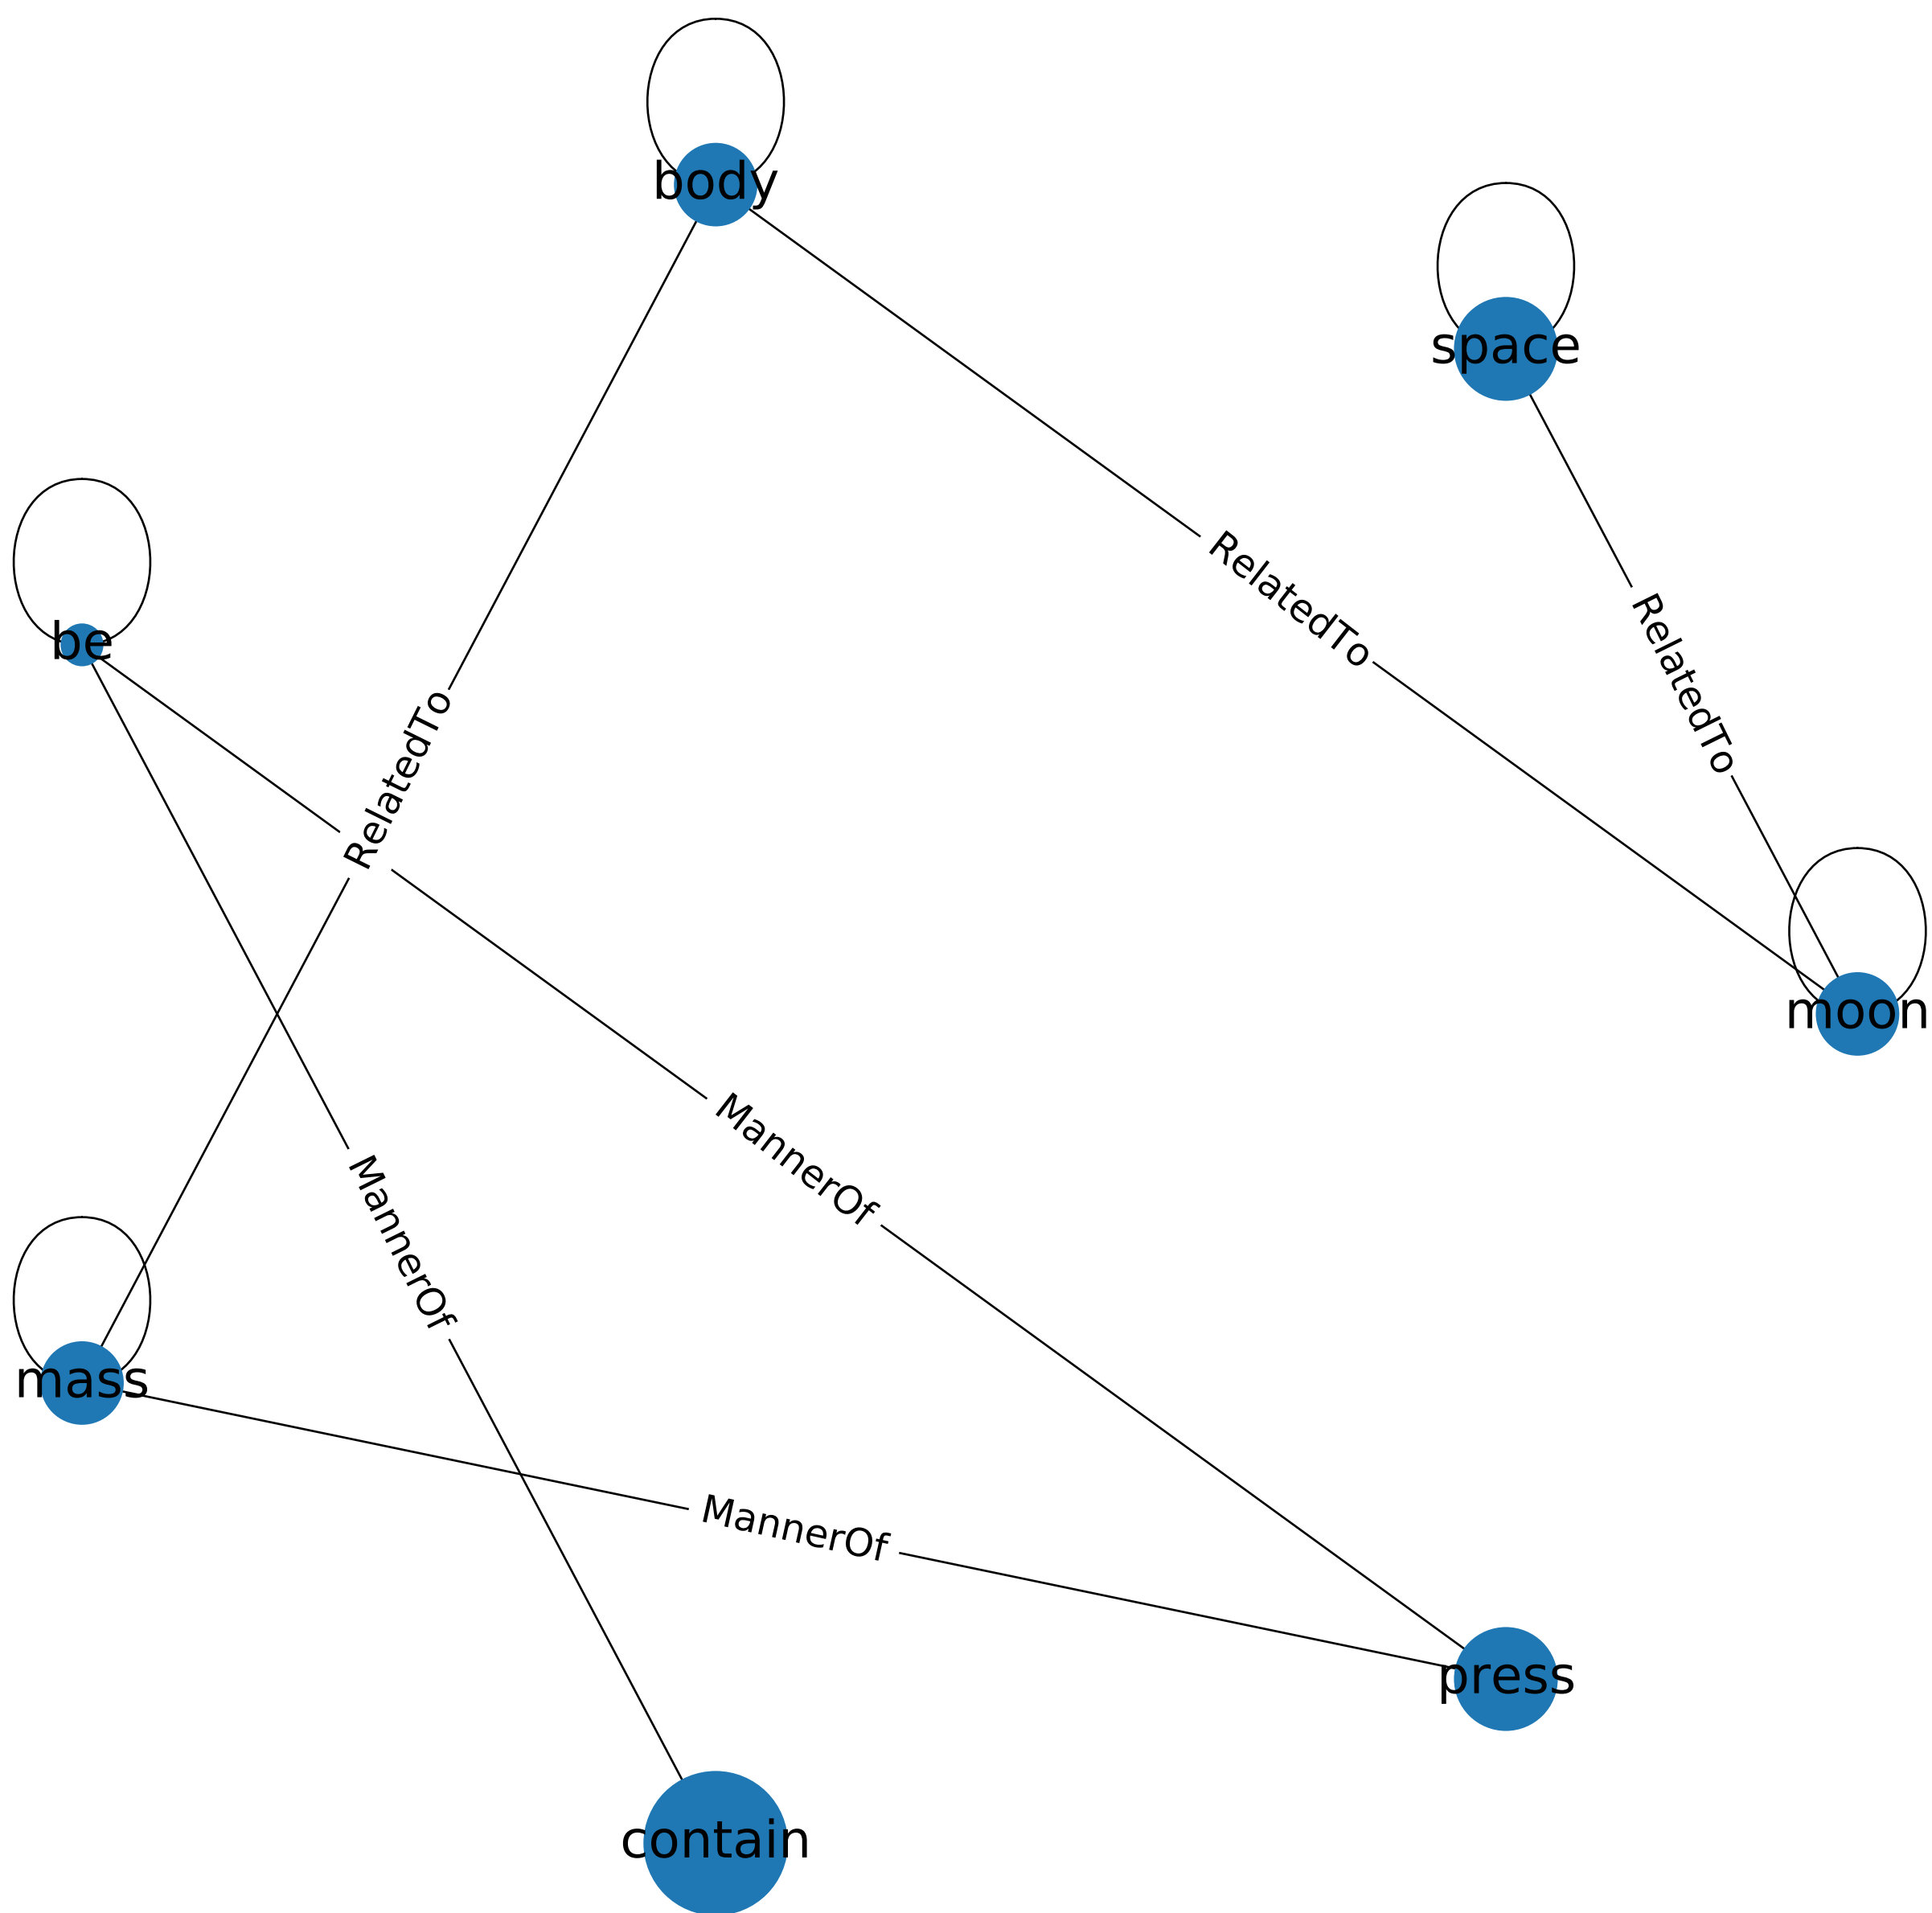 body
space
RelatedTo
be
RelatedTo
RelatedTo
moon
MannerOf
MannerOf
mass
MannerOf
press
contain